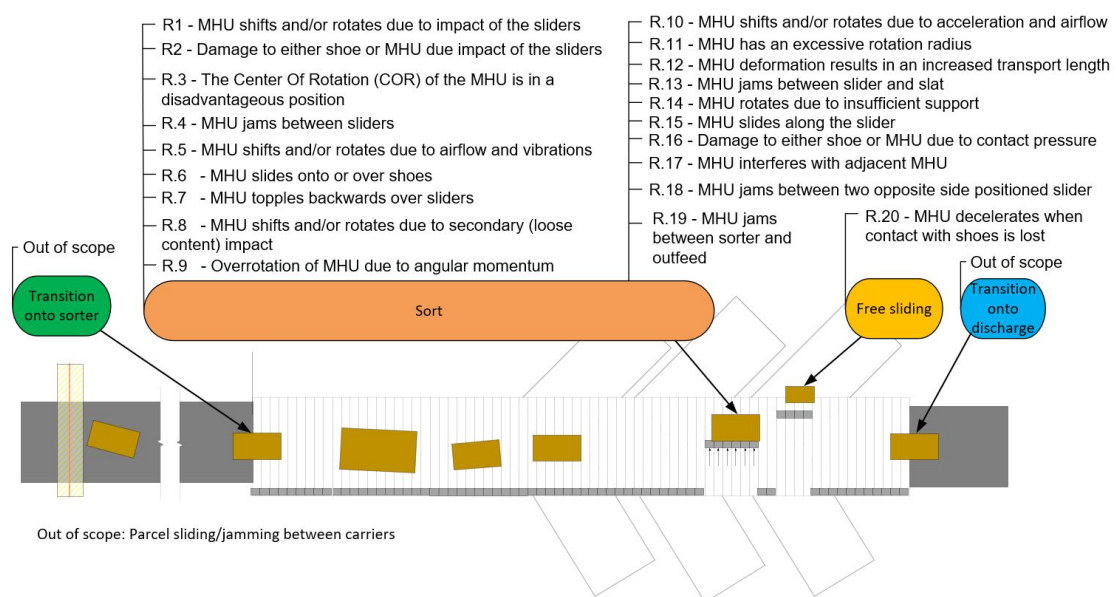 R1 - MHU shifts and/or rotates due to impact of the sliders
R2 - Damage to either shoe or MHU due impact of the sliders
R.3 - The Center Of Rotation (COR) of the MHU is in a
disadvantageous position
R.4 - MHU jams between sliders
R.5 - MHU shifts and/or rotates due to airflow and vibrations
R.6 - MHU slides onto or over shoes
R.7 - MHU topples backwards over sliders
R.8 - MHU shifts and/or rotates due to secondary (loose
content) impact
R.9 - Overrotation of MHU due to angular momentum
R.10 - MHU shifts and/or rotates due to acceleration and airflow
R.11 - MHU has an excessive rotation radius
R.12 - MHU deformation results in an increased transport length
R.13 - MHU jams between slider and slat
R.14 - MHU rotates due to insufficient support
R.15 - MHU slides along the slider
R.16 - Damage to either shoe or MHU due to contact pressure
R.17 - MHU interferes with adjacent MHU
R.18 - MHU jams between two opposite side positioned slider
R.19 - MHU jams
between sorter and
outfeed
R.20 - MHU decelerates when
contact with shoes is lost
Out of scope
Out of scope
Transition
onto sorter
Sort
Free sliding
Transition
onto
discharge
Out of scope: Parcel sliding/jamming between carriers